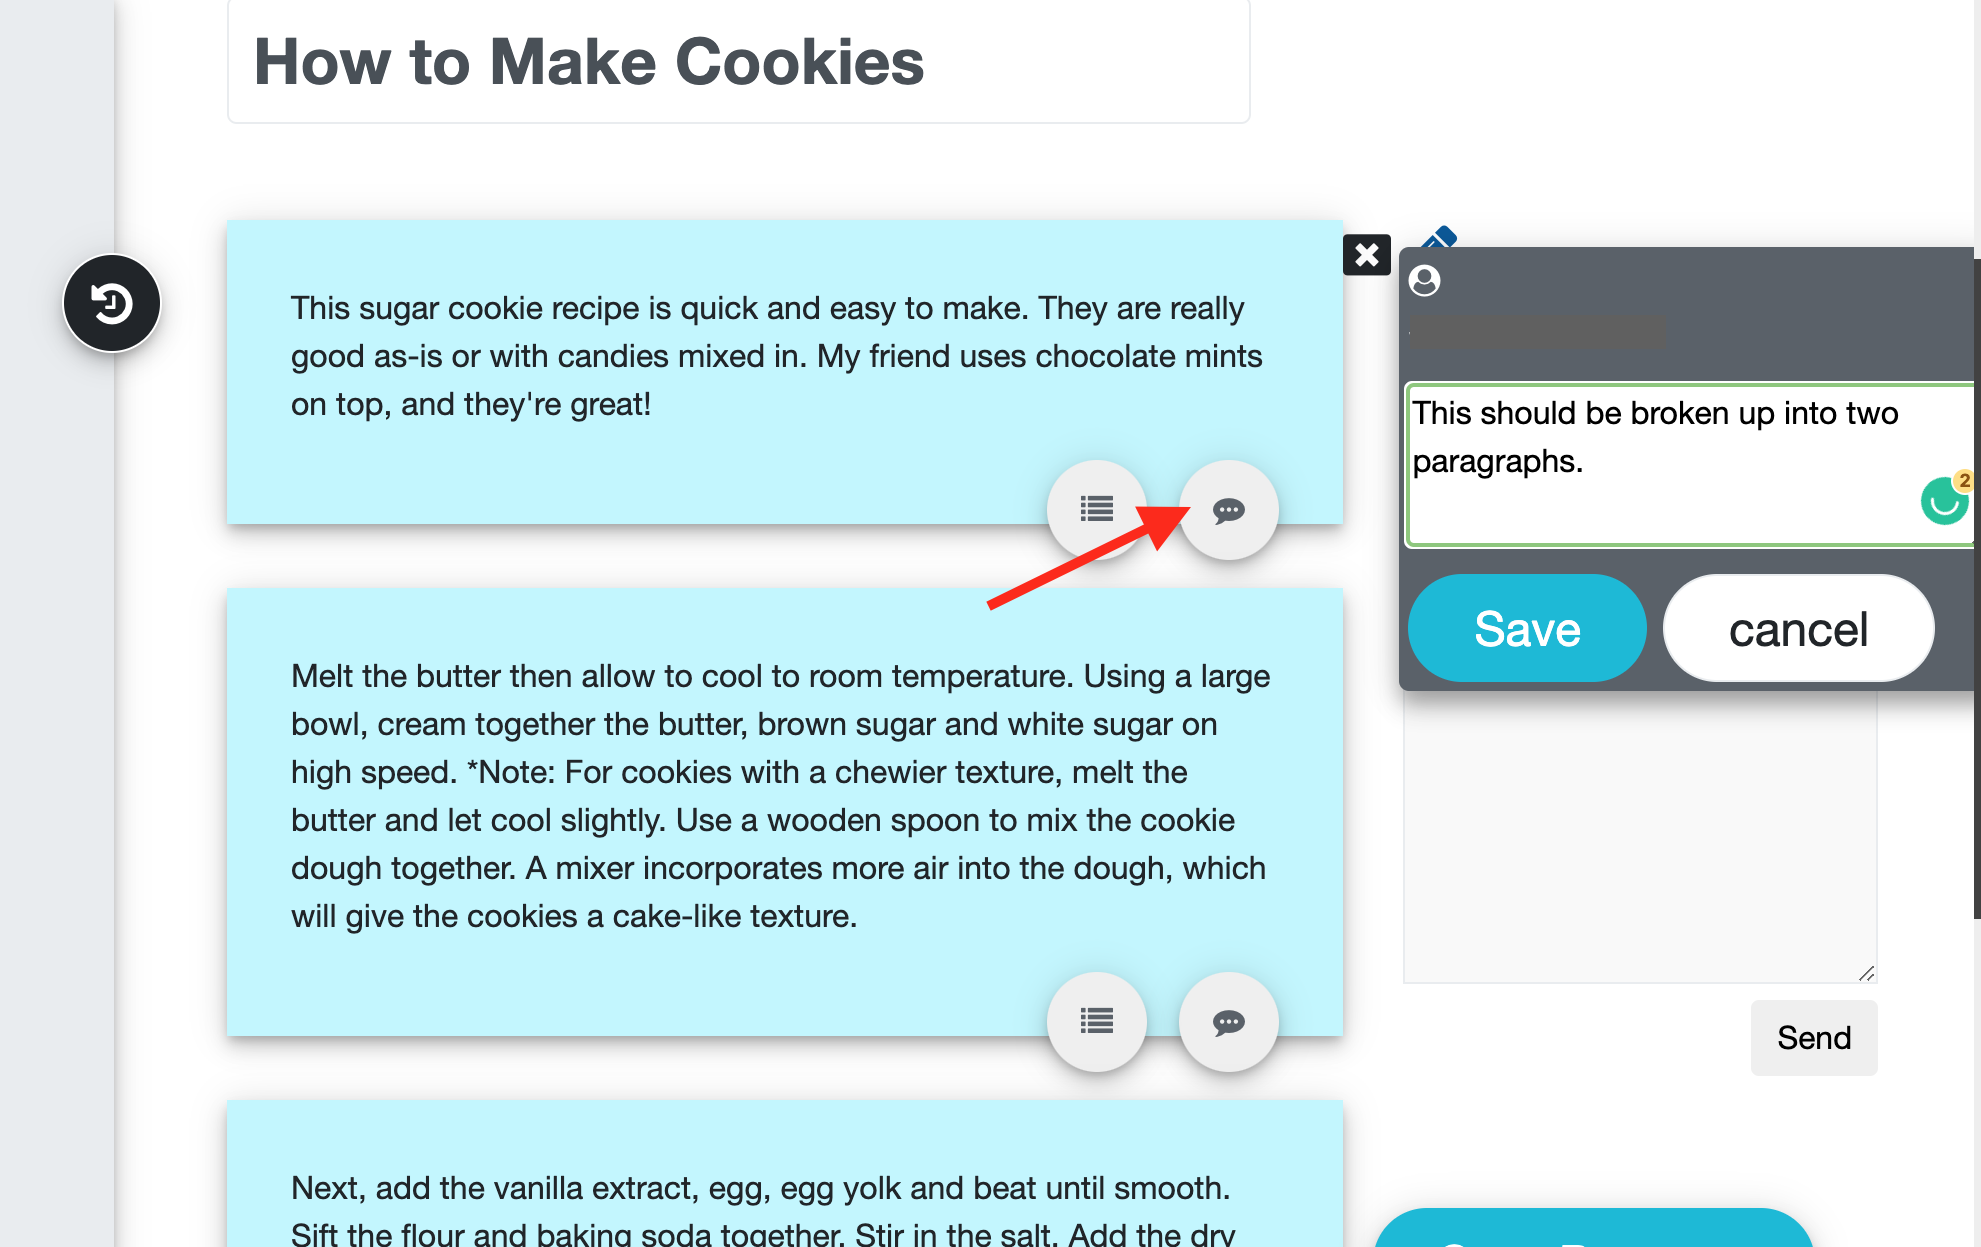 How to Make Cookies
This sugar cookie recipe is quick and easy to make. They are really
good as-is or with candies mixed in. My friend uses chocolate mints
on top, and they're great!
This should be broken up into two
paragraphs.
2
Save
cancel
Melt the butter then allow to cool to room temperature. Using a large
bowl, cream together the butter, brown sugar and white sugar on
high speed. *Note: For cookies with a chewier texture, melt the
butter and let cool slightly. Use a wooden spoon to mix the cookie
dough together. A mixer incorporates more air into the dough, which
will give the cookies a cake-like texture.
Send
Next, add the vanilla extract, egg, egg yolk and beat until smooth.
Sift the flour and baking soda together. Stir in the salt. Add the dry